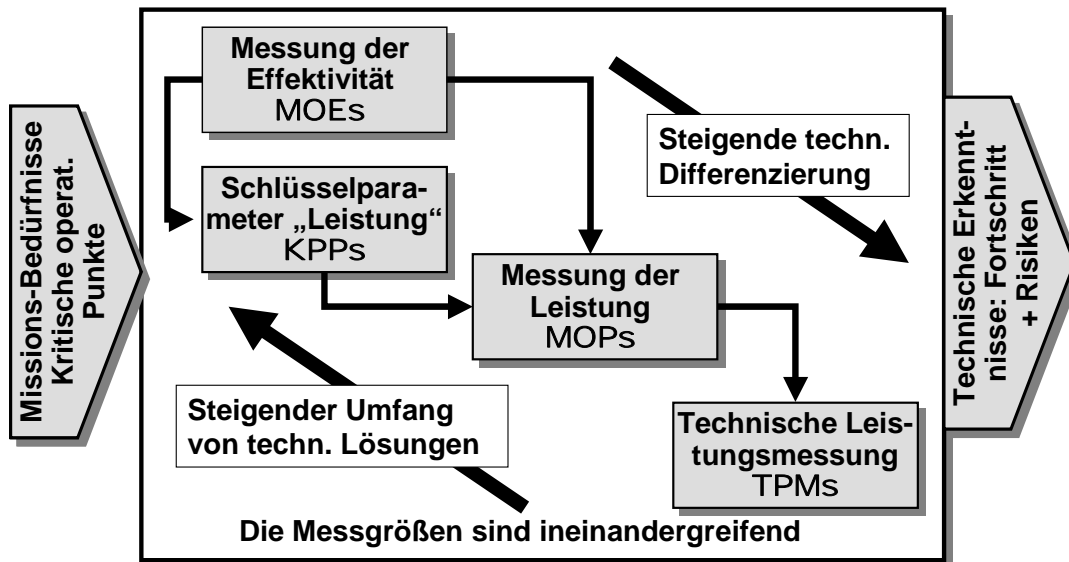 Missions-Bedürfnisse
Kritische operat.
Punkte
Messung der
Effektivität
MOEs
Schlüsselpara-
meter „Leistung“
KPPs
Steigende techn.
Differenzierung
Messung der
Leistung
MOPs
Steigender Umfang
von techn. Lösungen
Technische Leis-
tungsmessung
TPMs
Die Messgrößen sind ineinandergreifend
Technische Erkennt-
nisse: Fortschritt
+ Risiken